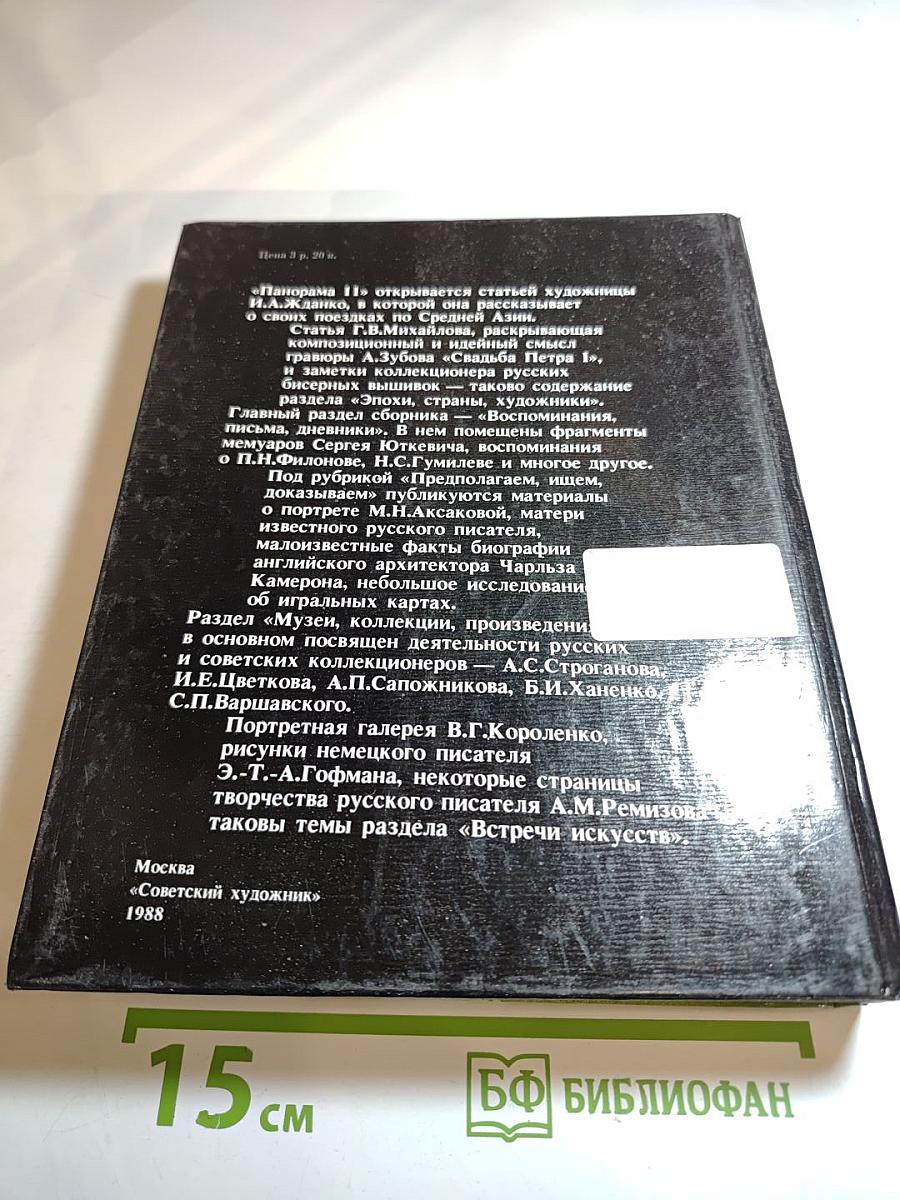 Цена 3 р. 20 к.
«Панорама 11» открывается статьей художницы
И.А.Жданко, в которой она рассказывает
о своих поездках по Средней Азии.
Статья Г.В.Михайлова, раскрывающая
композиционный и идейный смысл
гравюры А.Зубова «Свадьба Петра I»,
и заметки коллекционера русских
бисерных вышивок — таково содержание
раздела «Эпохи, страны, художники».
Главный раздел сборника — «Воспоминания,
письма, дневники». В нем помещены фрагменты
мемуаров Сергея Юткевича, воспоминания
о П.Н.Филонове, Н.С.Гумилеве и многое другое.
Под рубрикой «Предполагаем, ищем,
доказываем» публикуются материалы
о портрете М.Н.Аксаковой, матери
известного русского писателя,
малоизвестные факты биографии
английского архитектора Чарльза
Камерона, небольшое исследование
об игральных картах.
Раздел «Музеи, коллекции, произведения
в основном посвящен деятельности русских
и советских коллекционеров — А.С.Строганова,
И.Е.Цветкова, А.П.Сапожникова, Б.И.Ханенко,
С.П.Варшавского.
Портретная галерея В.Г.Короленко,
рисунки немецкого писателя
Э.-Т.-А.Гофмана, некоторые страницы
творчества русского писателя А.М.Ремизова
таковы темы раздела «Встречи искусств».
Москва
«Советский художник»
1988
15 см
БФ БИБЛИОФАН